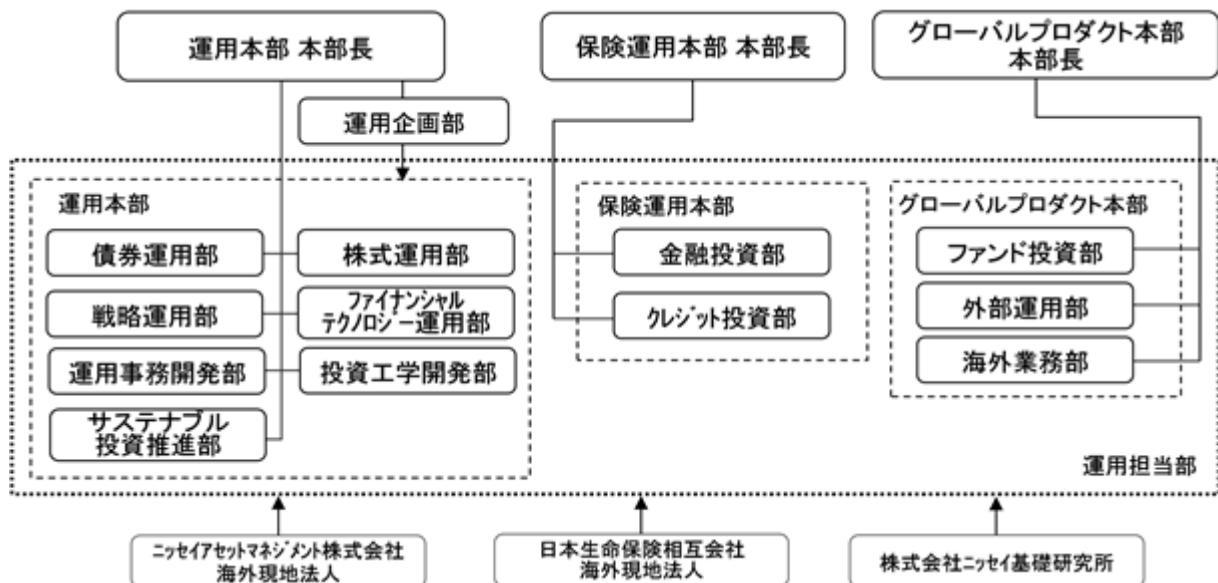 運用本部 本部長
保険運用本部 本部長
グローバルプロダクト本部
本部長
運用企画部
運用本部
債券運用部
株式運用部
戦略運用部
ファイナンシャル
テクノロジー運用部
運用事務開発部
投資工学開発部
サステナブル
投資推進部
保険運用本部
金融投資部
クレジット投資部
グローバルプロダクト本部
ファンド投資部
外部運用部
海外業務部
運用担当部
ニッセイアセットマネジメント株式会社
海外現地法人
日本生命保険相互会社
海外現地法人
株式会社ニッセイ基礎研究所